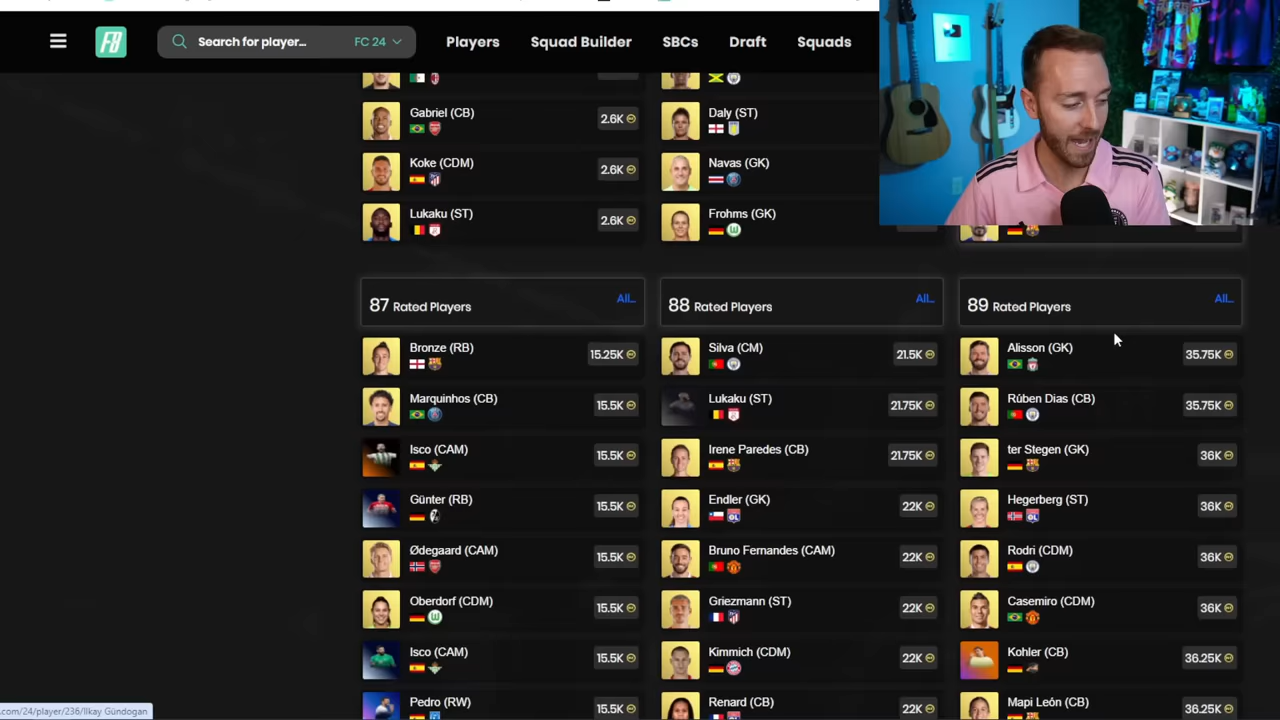 FB
Search for player...
FC 24
Players
Squad Builder
SBCs
Draft
Squads
Gabriel (CB)
2.6K
Daly (ST)
Koke (CDM)
2.6K
Navas (GK)
Lukaku (ST)
2.6K
Frohms (GK)
87 Rated Players
All...
88 Rated Players
All...
89 Rated Players
All...
Bronze (RB)
15.25K
Silva (CM)
21.5K
Alisson (GK)
35.75K
Marquinhos (CB)
15.5K
Lukaku (ST)
21.75K
Rúben Dias (CB)
35.75K
Isco (CAM)
15.5K
Irene Paredes (CB)
21.75K
ter Stegen (GK)
36K
Günter (RB)
15.5K
Endler (GK)
22K
Hegerberg (ST)
36K
Ødegaard (CAM)
15.5K
Bruno Fernandes (CAM)
22K
Rodri (CDM)
36K
Oberdorf (CDM)
15.5K
Griezmann (ST)
22K
Casemiro (CDM)
36K
Isco (CAM)
15.5K
Kimmich (CDM)
22K
Kohler (CB)
36.25K
Pedro (RW)
15.5K
Renard (CB)
22K
Mapi León (CB)
36.25K
.com/24/player/236/Ilkay Gündogan